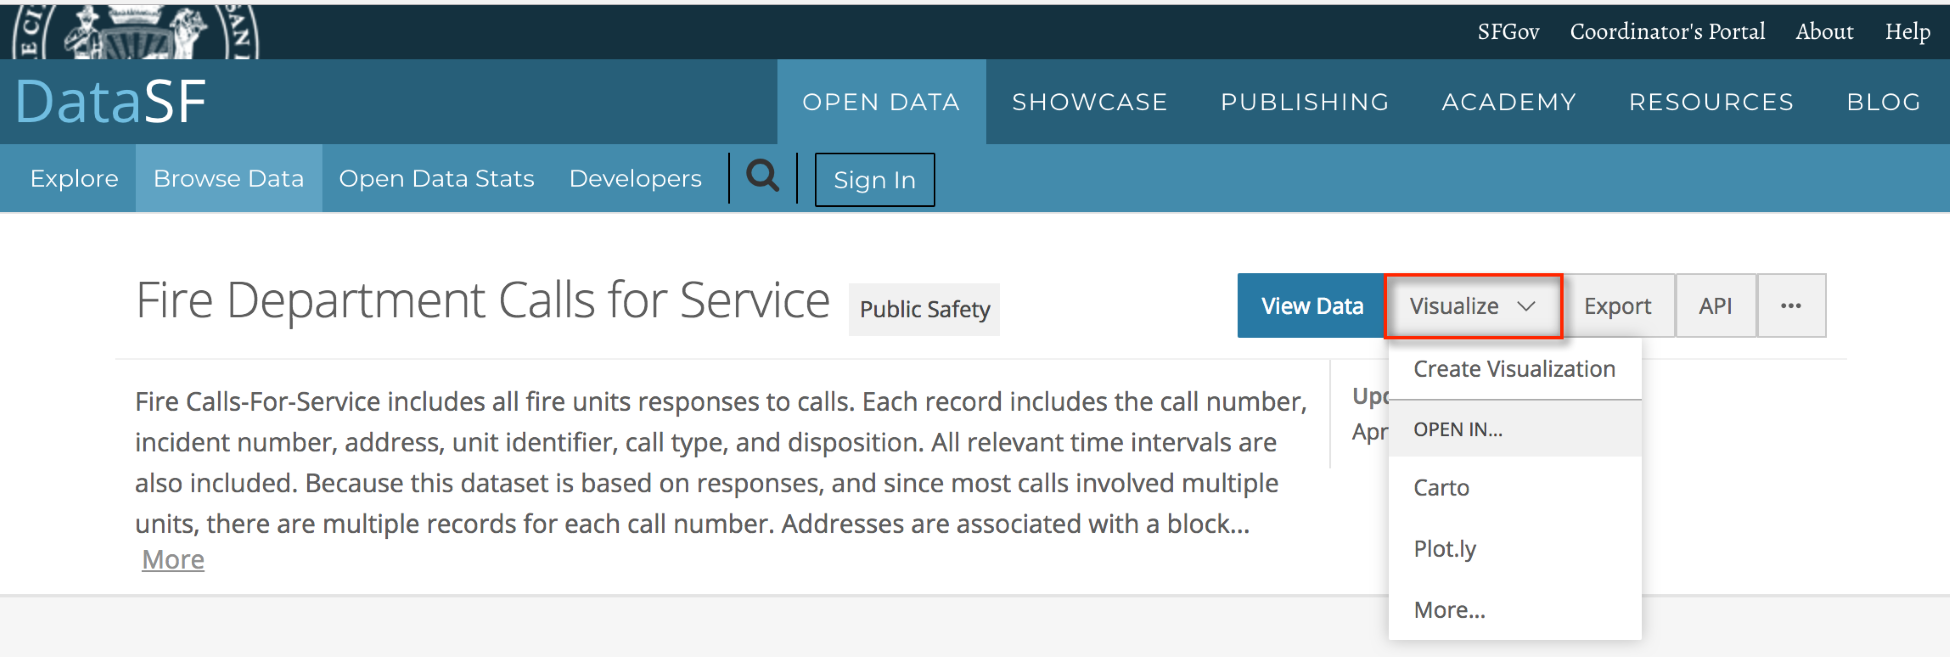 SFGov Coordinator's Portal About Help
DataSF
OPEN DATA SHOWCASE PUBLISHING ACADEMY RESOURCES BLOG
Explore Browse Data Open Data Stats Developers Sign In
Fire Department Calls for Service Public Safety
View Data Visualize Export API ...
Create Visualization
OPEN IN...
Carto
Plot.ly
More...
Fire Calls-For-Service includes all fire units responses to calls. Each record includes the call number,
incident number, address, unit identifier, call type, and disposition. All relevant time intervals are
also included. Because this dataset is based on responses, and since most calls involved multiple
units, there are multiple records for each call number. Addresses are associated with a block...
More
Apr